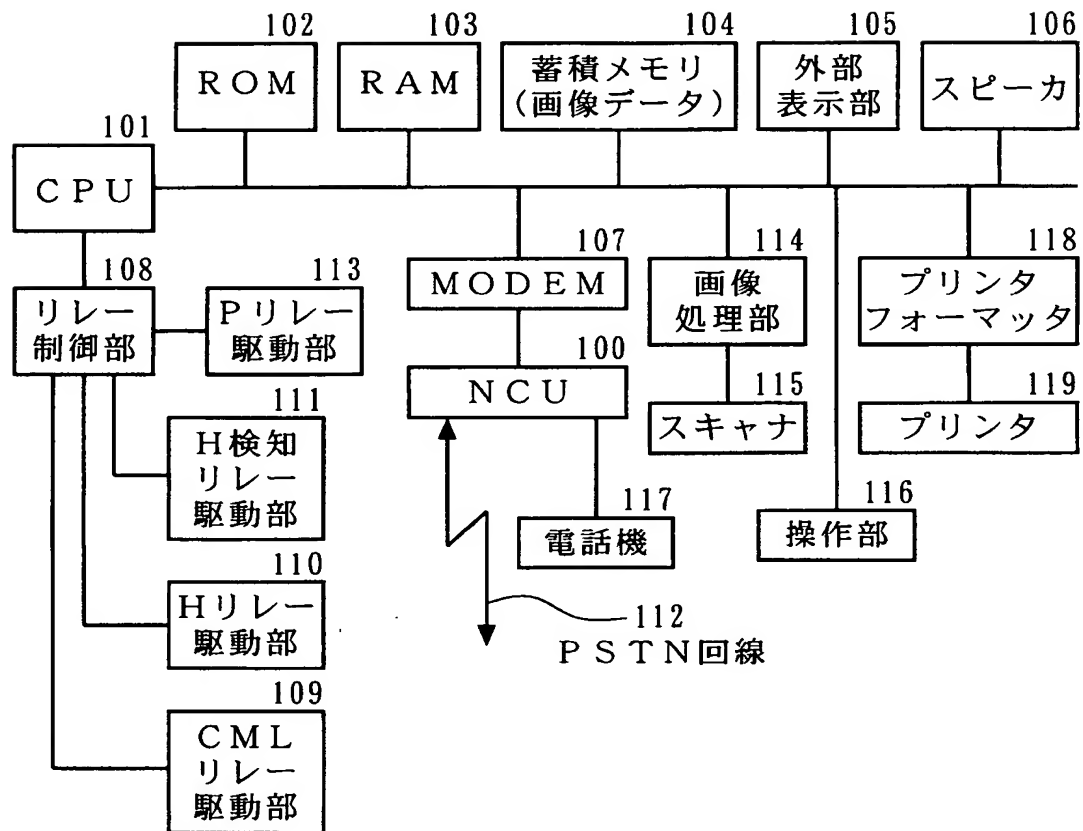 102
103
104
105
106
ＲＯＭ
ＲＡＭ
蓄積メモリ
(画像データ)
外部
表示部
スピーカ
101
ＣＰＵ
108
リレー
制御部
113
Ｐリレー
駆動部
107
ＭＯＤＥＭ
114
画像
処理部
118
プリンタ
フォーマッタ
100
ＮＣＵ
115
スキャナ
119
プリンタ
111
Ｈ検知
リレー
駆動部
117
電話機
116
操作部
110
Ｈリレー
駆動部
112
ＰＳＴＮ回線
109
ＣＭＬ
リレー
駆動部